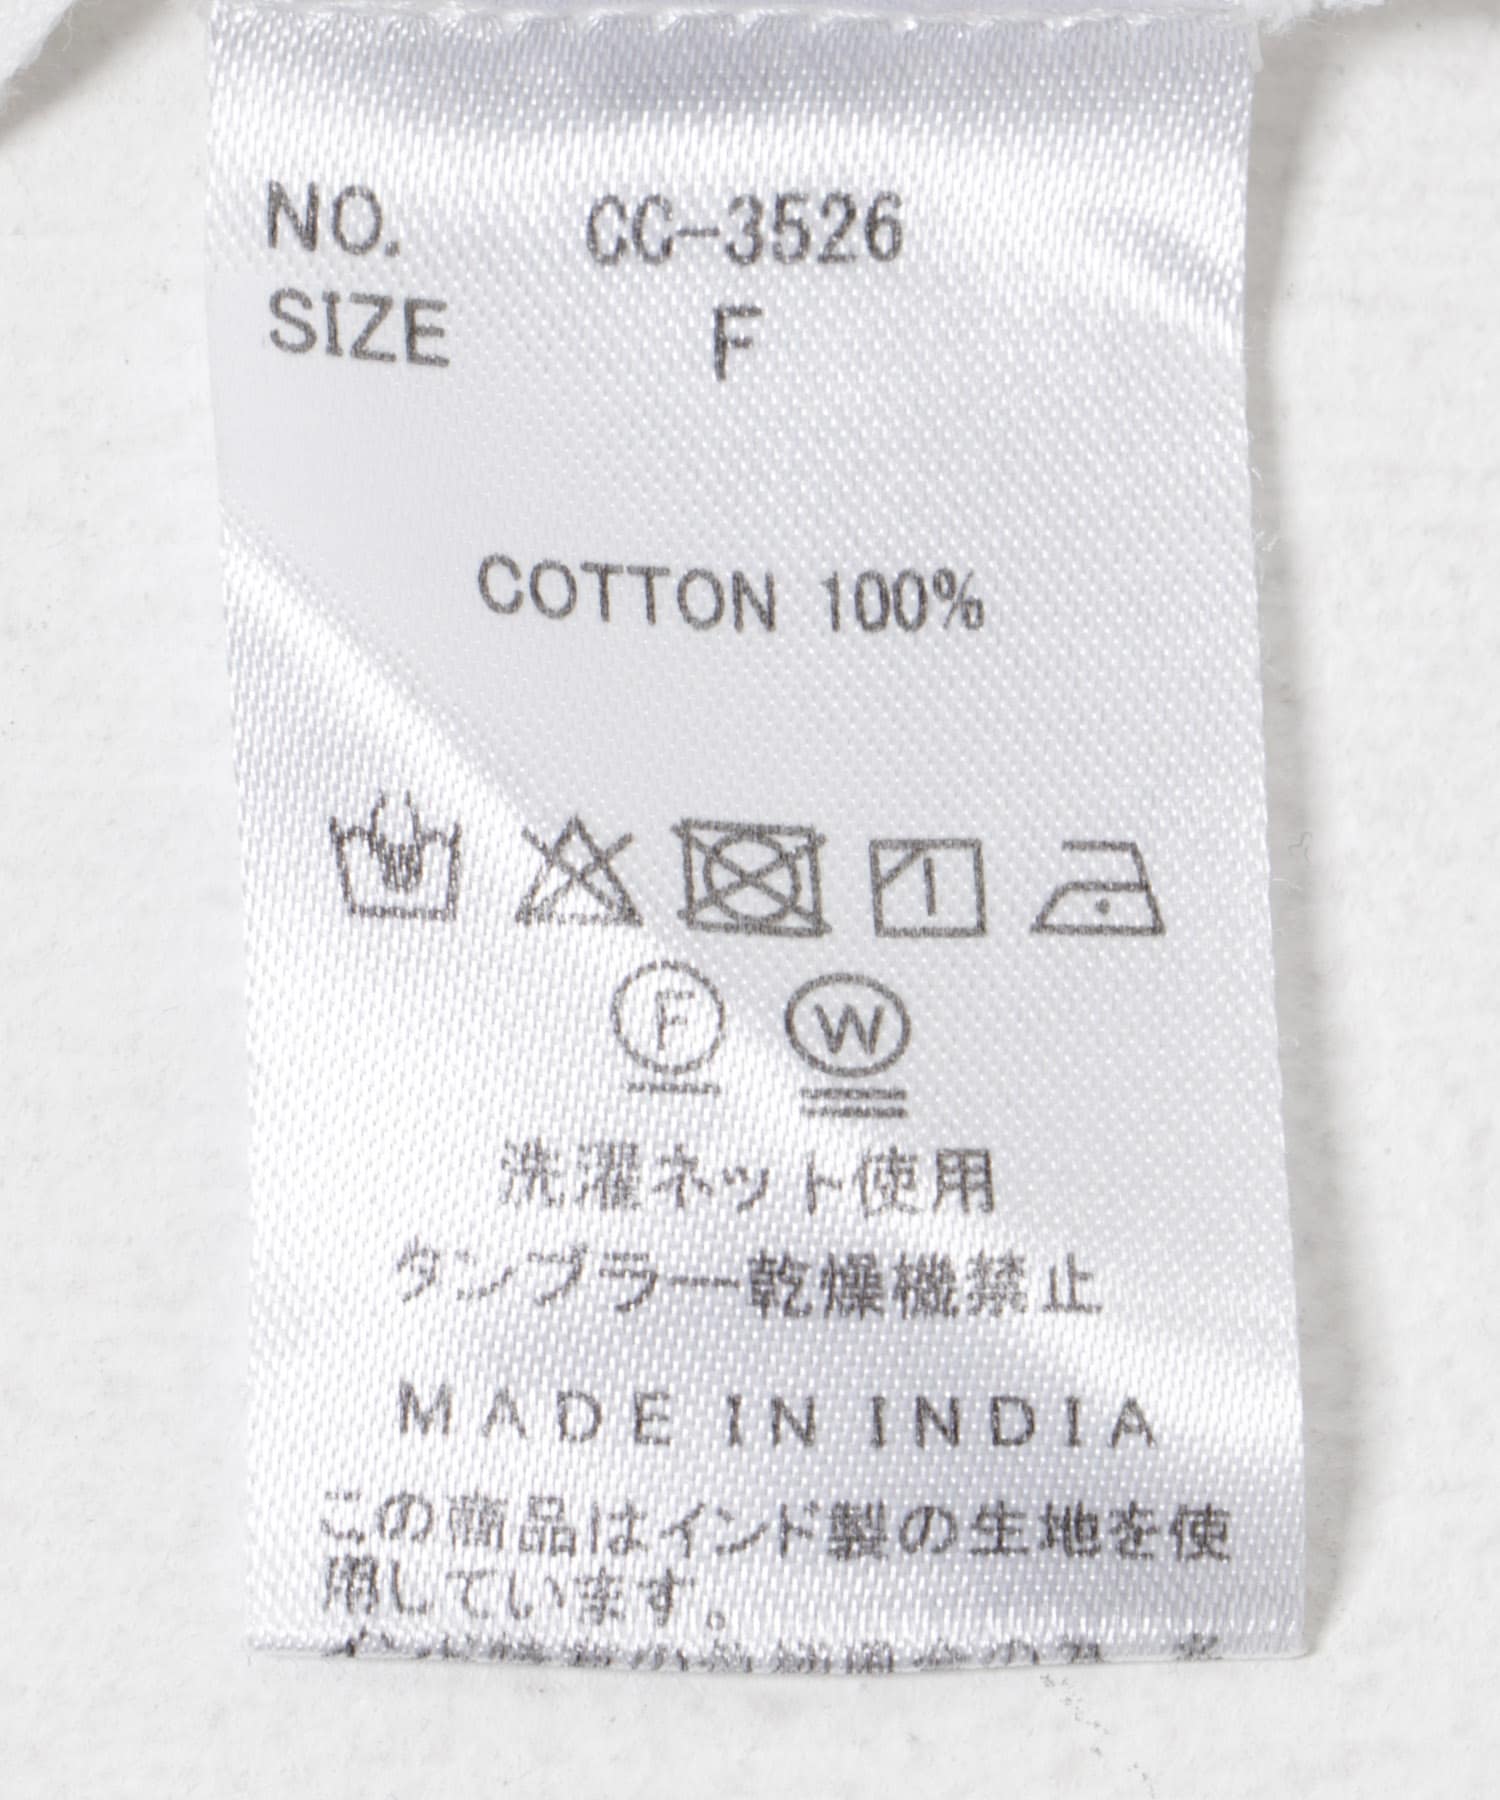 NO. CC-3526
SIZE F
COTTON 100%
F W
洗濯ネット使用
タンブラー乾燥機禁止
MADE IN INDIA
この商品はインド製の生地を使
用しています。